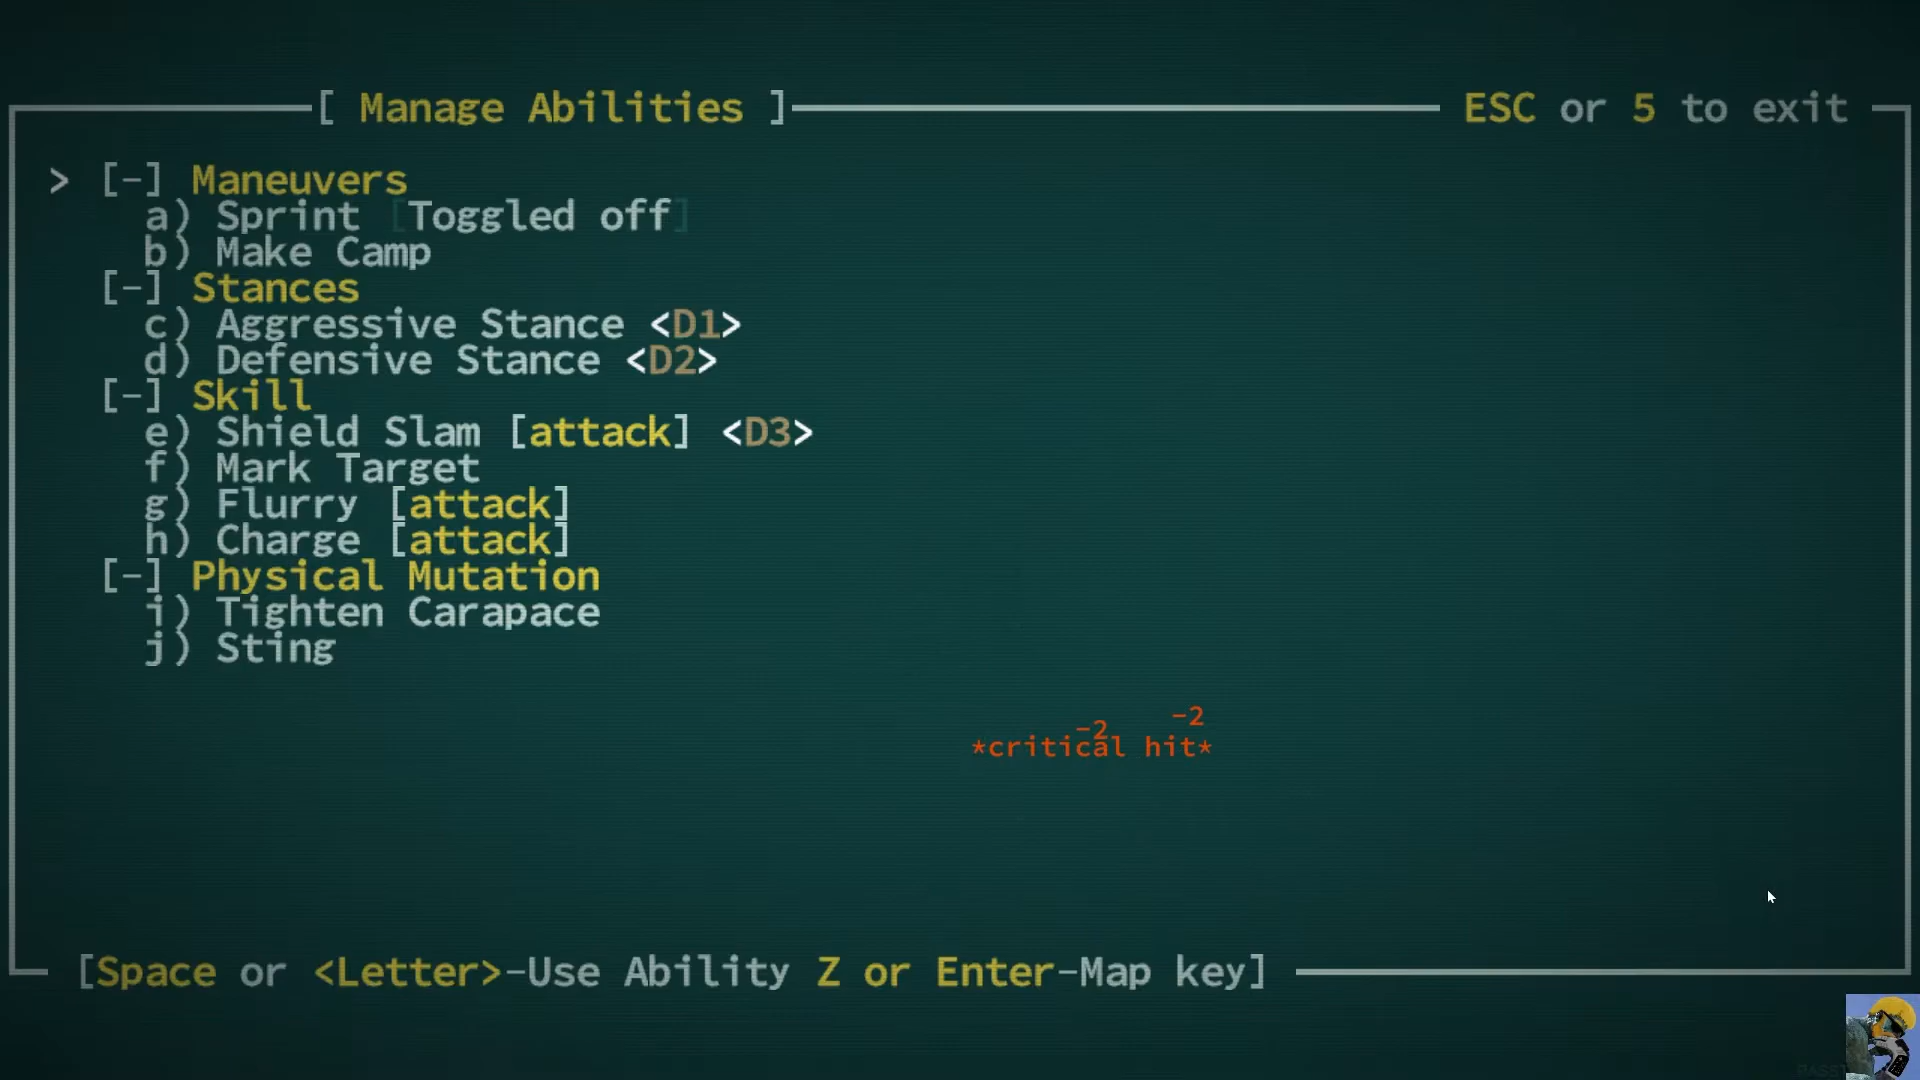 [ Manage Abilities ] ESC or 5 to exit
> [-] Maneuvers
a) Sprint [Toggled off]
b) Make Camp
[-] Stances
c) Aggressive Stance <D1>
d) Defensive Stance <D2>
[-] Skill
e) Shield Slam [attack] <D3>
f) Mark Target
g) Flurry [attack]
h) Charge [attack]
[-] Physical Mutation
i) Tighten Carapace
j) Sting
-2
-2
*critical hit*
[Space or <Letter>-Use Ability Z or Enter-Map key]